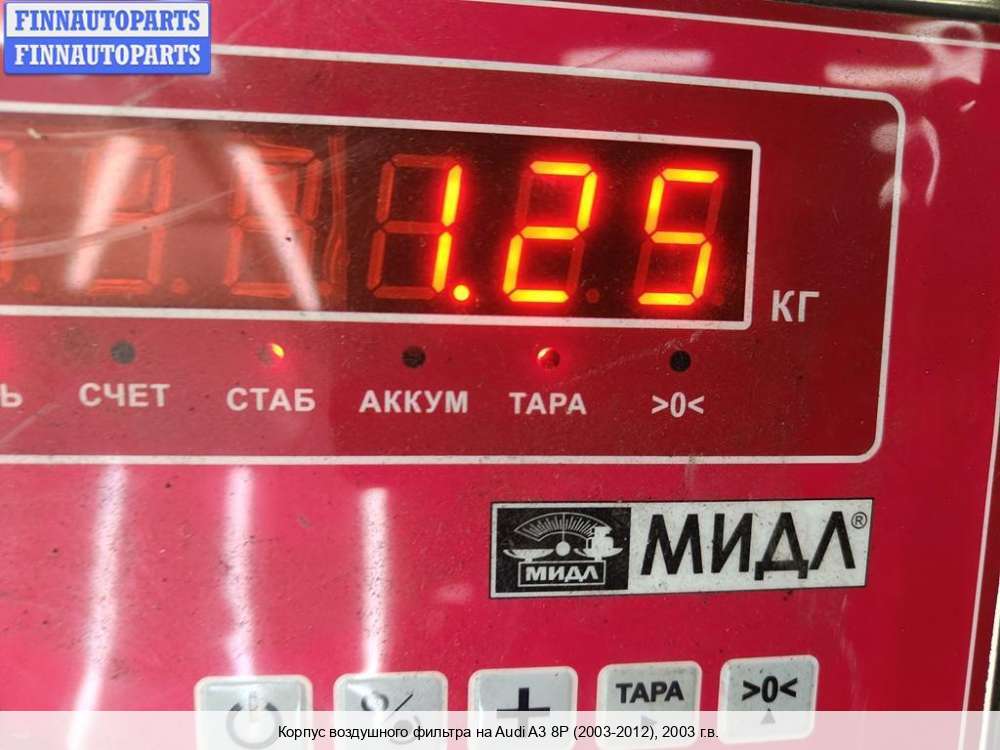 FINNAUTOPARTS
FINNAUTOPARTS
1.25
КГ
СЧЕТ СТАБ АККУМ ТАРА >0<
МИДЛ МИДЛ®
ТАРА >0<
Корпус воздушного фильтра на Audi A3 8P (2003-2012), 2003 г.в.